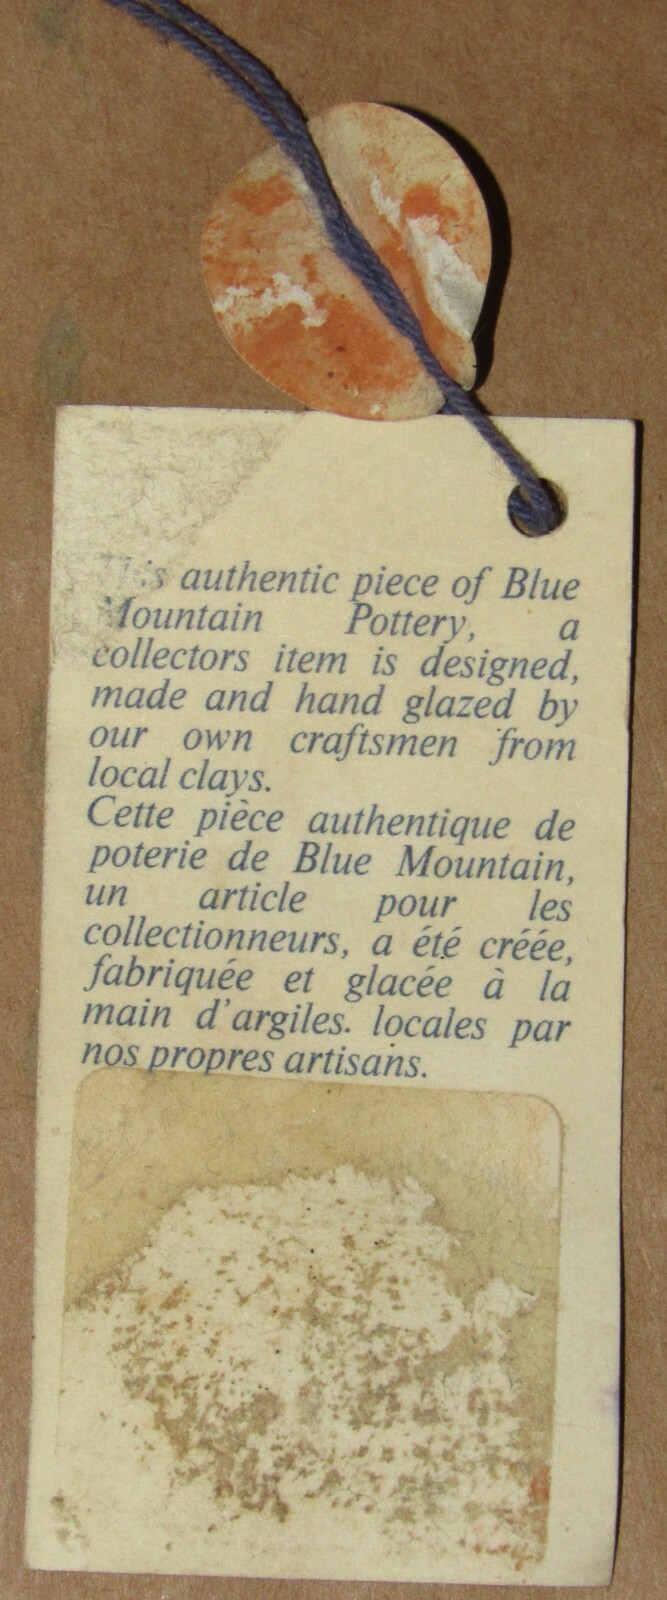 This authentic piece of Blue
Mountain Pottery, a
collectors item is designed,
made and hand glazed by
our own craftsmen from
local clays.
Cette pièce authentique de
poterie de Blue Mountain,
un article pour les
collectionneurs, a été créée,
fabriquée et glacée à la
main d'argiles. locales par
nos propres artisans.